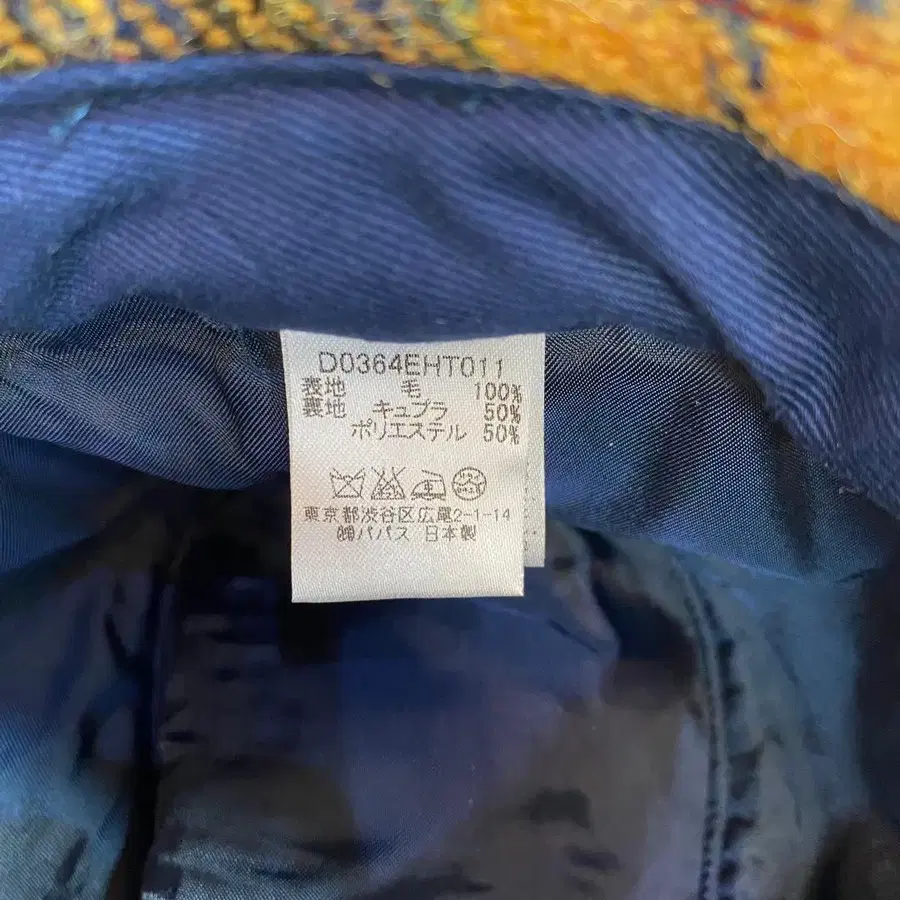 D0364EHT011
表地 毛 100%
裏地 キュプラ 50%
ポリエステル 50%
東京都渋谷区広尾2-1-14
㈱パパス 日本製